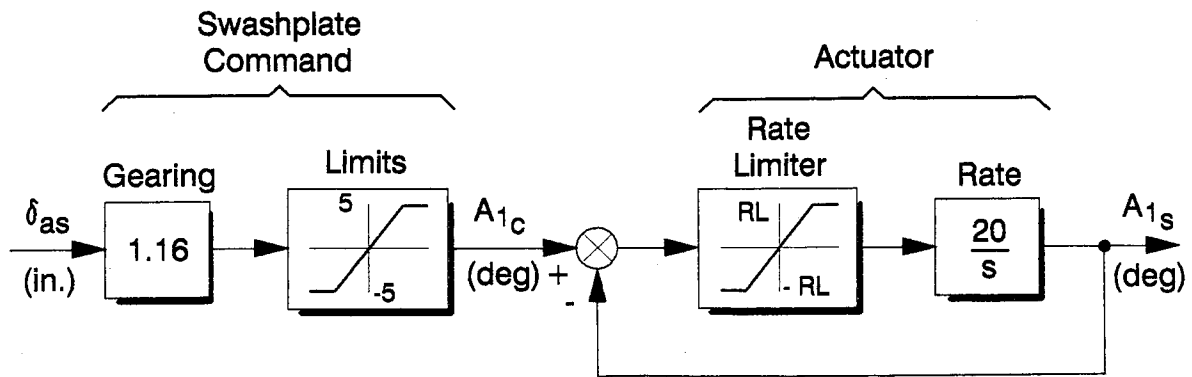 Swashplate
Command
Actuator
Rate
Limiter
Gearing
Limits
Rate
δas
(in.)
1.16
5
-5
A1c
(deg)
+
-
RL
- RL
20
s
A1s
(deg)